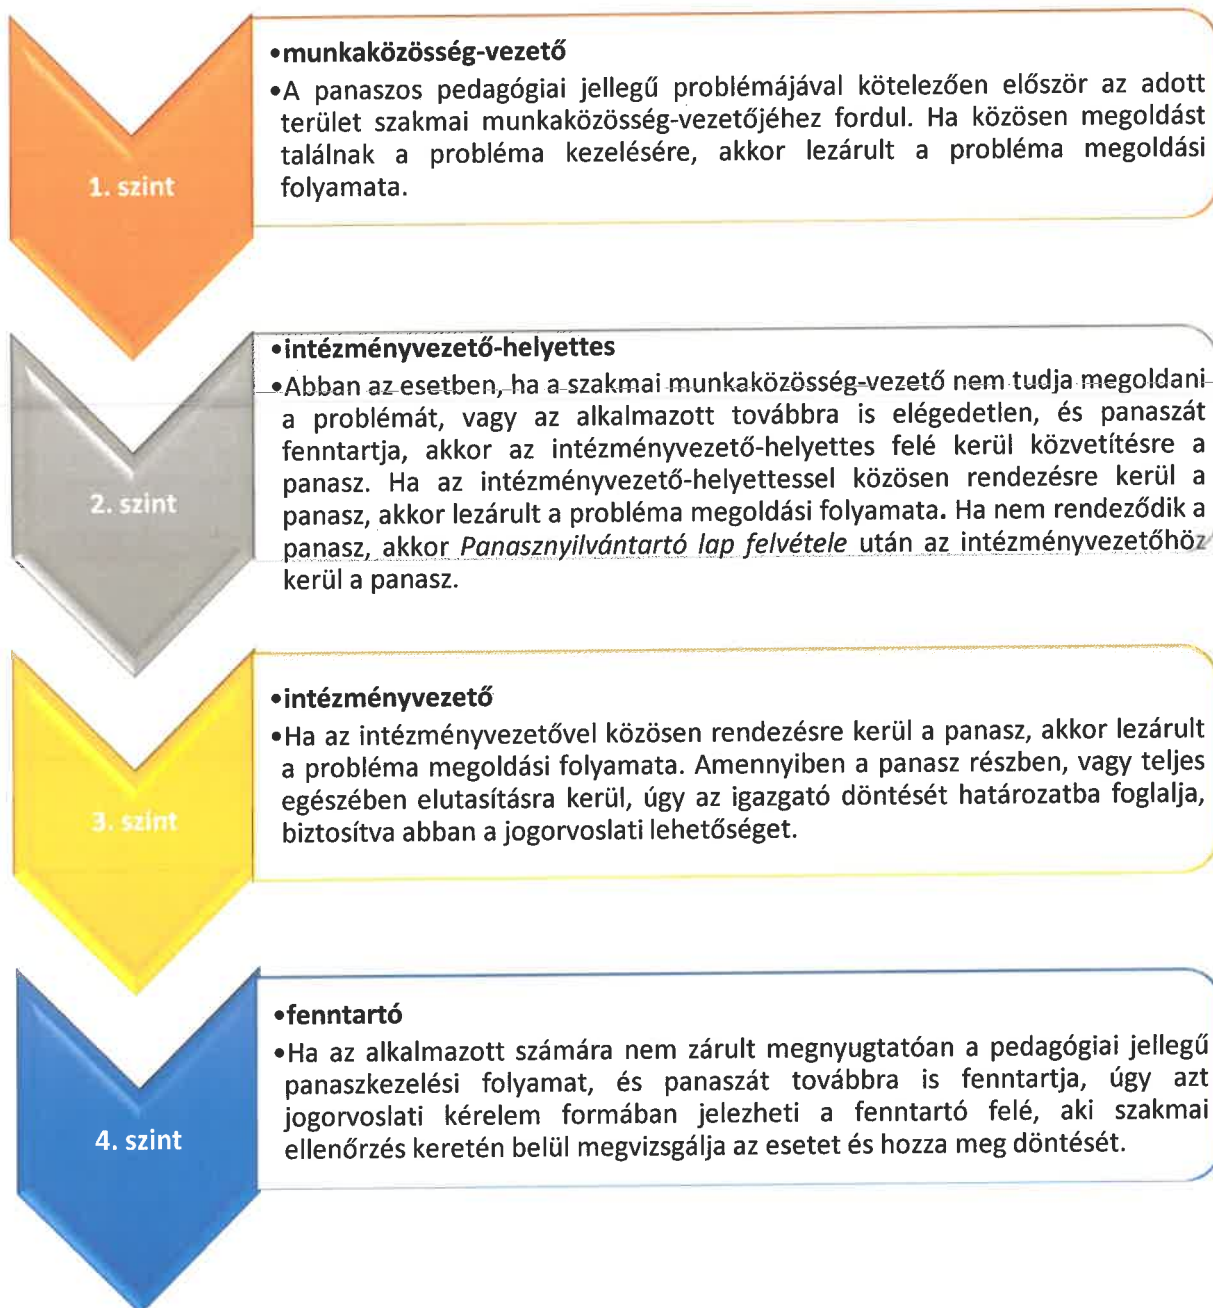 1. szint
•munkaközösség-vezető
•A panaszos pedagógiai jellegű problémájával kötelezően először az adott
terület szakmai munkaközösség-vezetőjéhez fordul. Ha közösen megoldást
találnak a probléma kezelésére, akkor lezárult a probléma megoldási
folyamata.
2. szint
•intézményvezető-helyettes
•Abban az esetben, ha a szakmai munkaközösség-vezető nem tudja megoldani
a problémát, vagy az alkalmazott továbbra is elégedetlen, és panaszát
fenntartja, akkor az intézményvezető-helyettes felé kerül közvetítésre a
panasz. Ha az intézményvezető-helyettessel közösen rendezésre kerül a
panasz, akkor lezárult a probléma megoldási folyamata. Ha nem rendeződik a
panasz, akkor Panasznyilvántartó lap felvétele után az intézményvezetőhöz
kerül a panasz.
3. szint
•intézményvezető
•Ha az intézményvezetővel közösen rendezésre kerül a panasz, akkor lezárult
a probléma megoldási folyamata. Amennyiben a panasz részben, vagy teljes
egészében elutasításra kerül, úgy az igazgató döntését határozatba foglalja,
biztosítva abban a jogorvoslati lehetőséget.
4. szint
•fenntartó
•Ha az alkalmazott számára nem zárult megnyugtatóan a pedagógiai jellegű
panaszkezelési folyamat, és panaszát továbbra is fenntartja, úgy azt
jogorvoslati kérelem formában jelezheti a fenntartó felé, aki szakmai
ellenőrzés keretén belül megvizsgálja az esetet és hozza meg döntését.